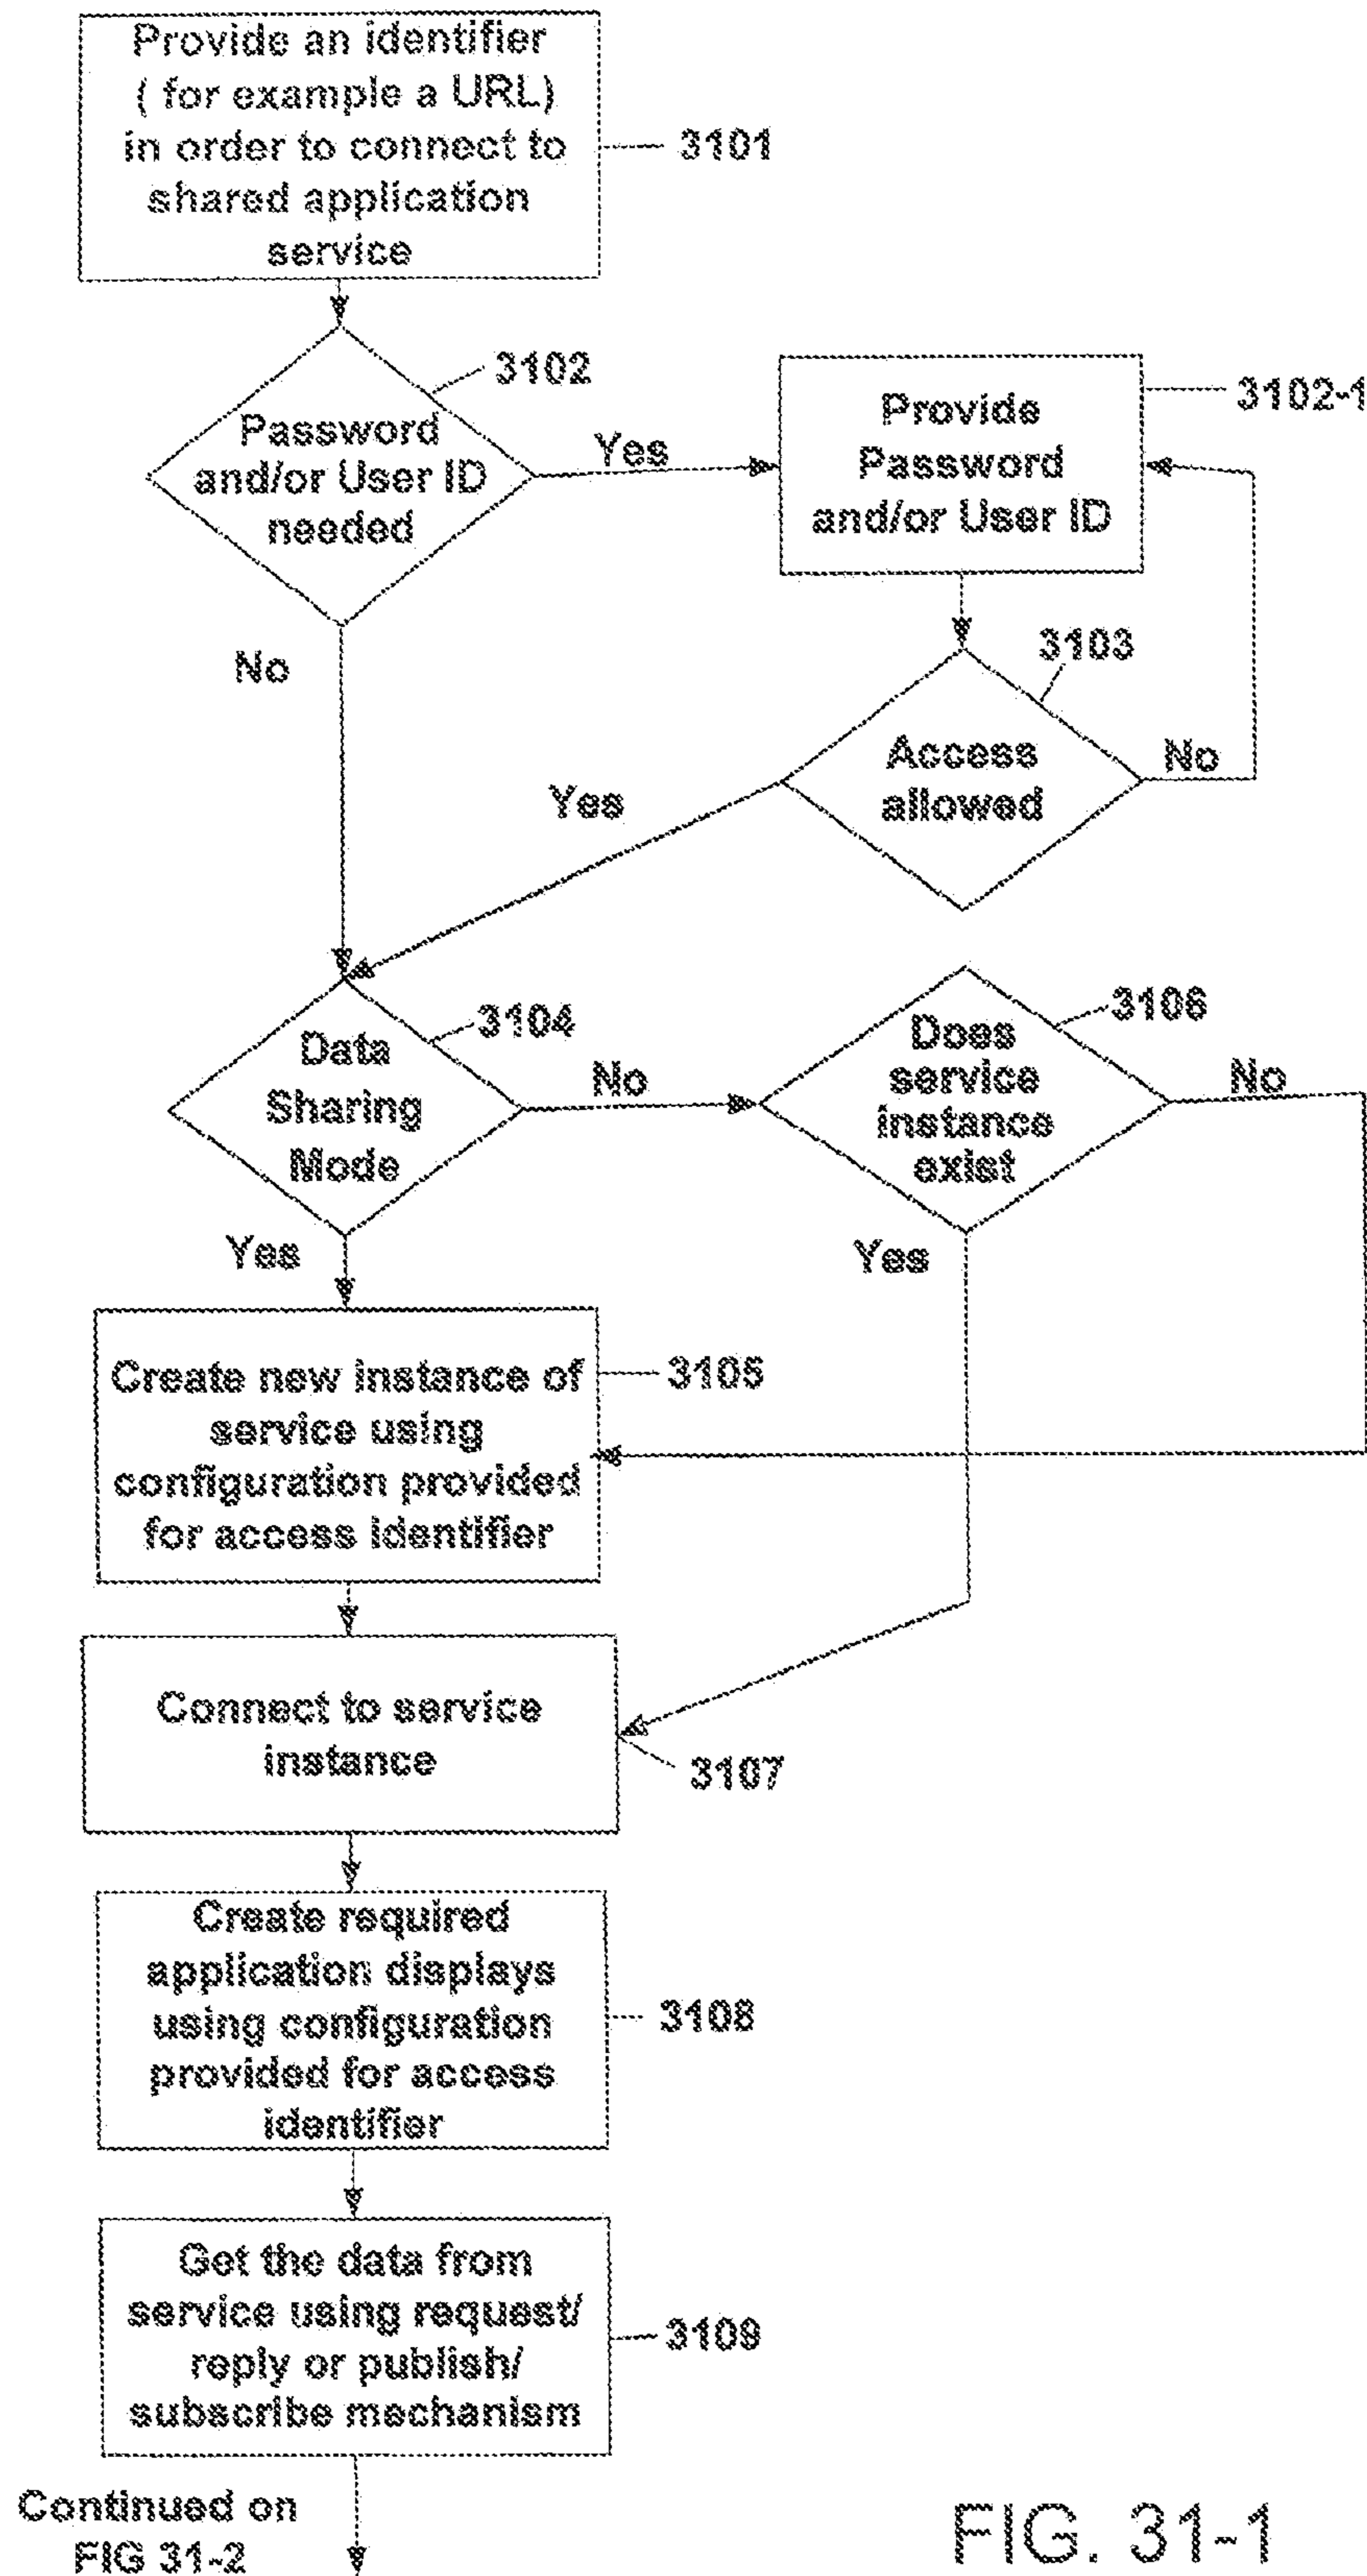 Provide an identifier
( for example a URL)
in order to connect to
shared application
service
3101
3102
Password
and/or User ID
needed
Yes
No
Provide
Password
and/or User ID
3102-1
3103
Access
allowed
No
Yes
3104
Data
Sharing
Mode
No
Yes
3106
Does
service
instance
exist
No
Yes
Create new instance of
service using
configuration provided
for access identifier
3105
Connect to service
instance
3107
Create required
application displays
using configuration
provided for access
identifier
3108
Get the data from
service using request/
reply or publish/
subscribe mechanism
3109
Continued on
FIG 31-2
FIG. 31-1